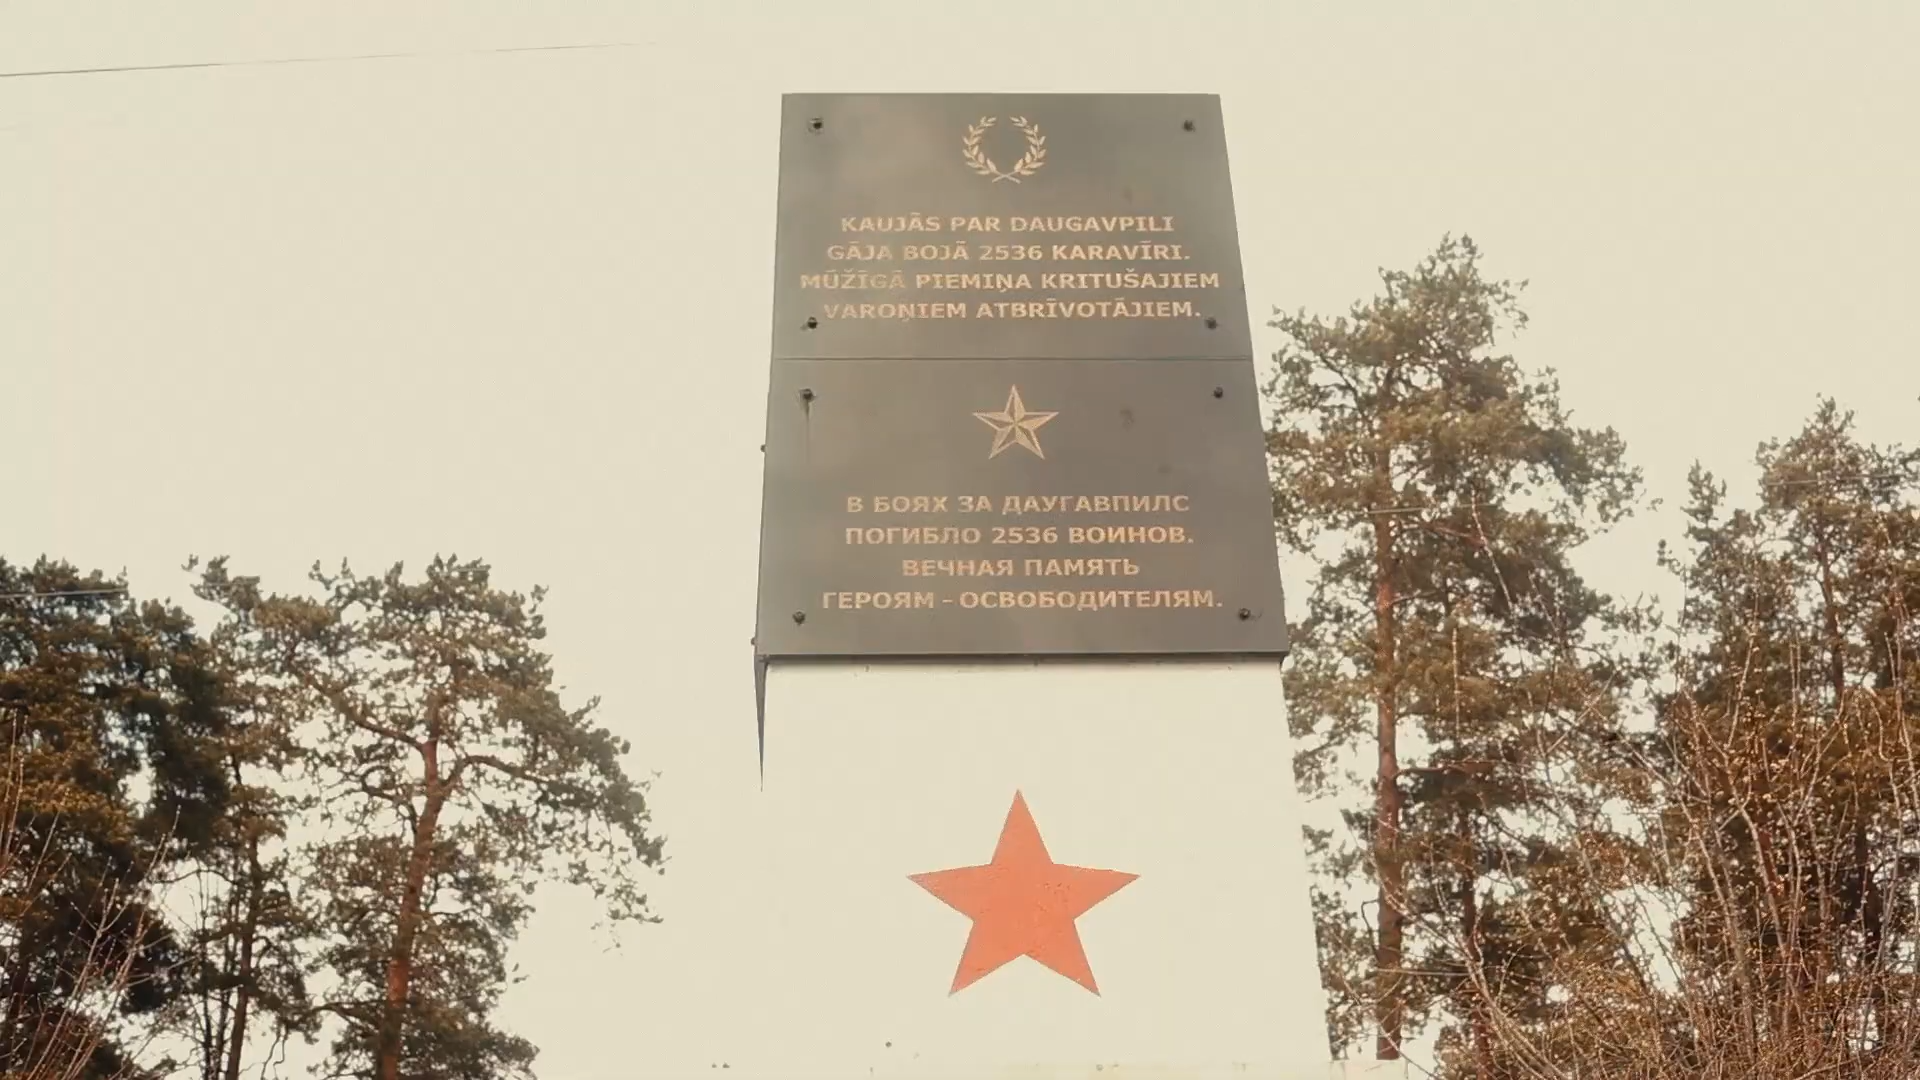 KAUJĀS PAR DAUGAVPILI
GĀJA BOJĀ 2536 KARAVĪRI.
MŪŽĪGĀ PIEMIŅA KRITUŠAJIEM
VAROŅIEM ATBRĪVOTĀJIEM.
В БОЯХ ЗА ДАУГАВПИЛС
ПОГИБЛО 2536 ВОИНОВ.
ВЕЧНАЯ ПАМЯТЬ
ГЕРОЯМ - ОСВОБОДИТЕЛЯМ.